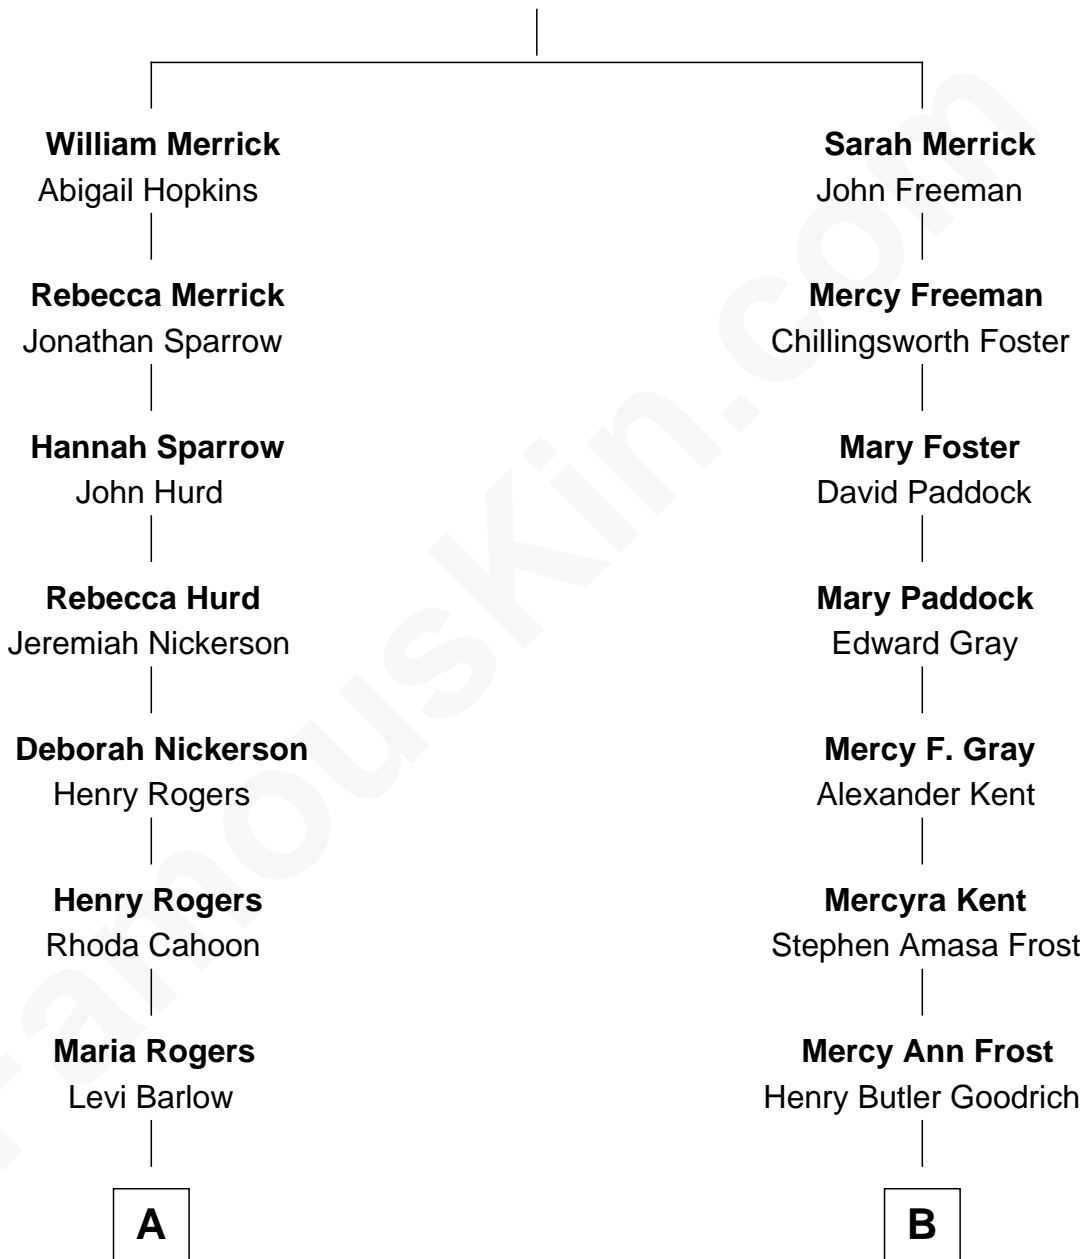 William Merrick
Abigail Hopkins
Sarah Merrick
John Freeman
Rebecca Merrick
Jonathan Sparrow
Mercy Freeman
Chillingsworth Foster
Hannah Sparrow
John Hurd
Mary Foster
David Paddock
Rebecca Hurd
Jeremiah Nickerson
Mary Paddock
Edward Gray
Deborah Nickerson
Henry Rogers
Mercy F. Gray
Alexander Kent
Henry Rogers
Rhoda Cahoon
Mercyra Kent
Stephen Amasa Frost
Maria Rogers
Levi Barlow
Mercy Ann Frost
Henry Butler Goodrich
A
B
FamousKin.com